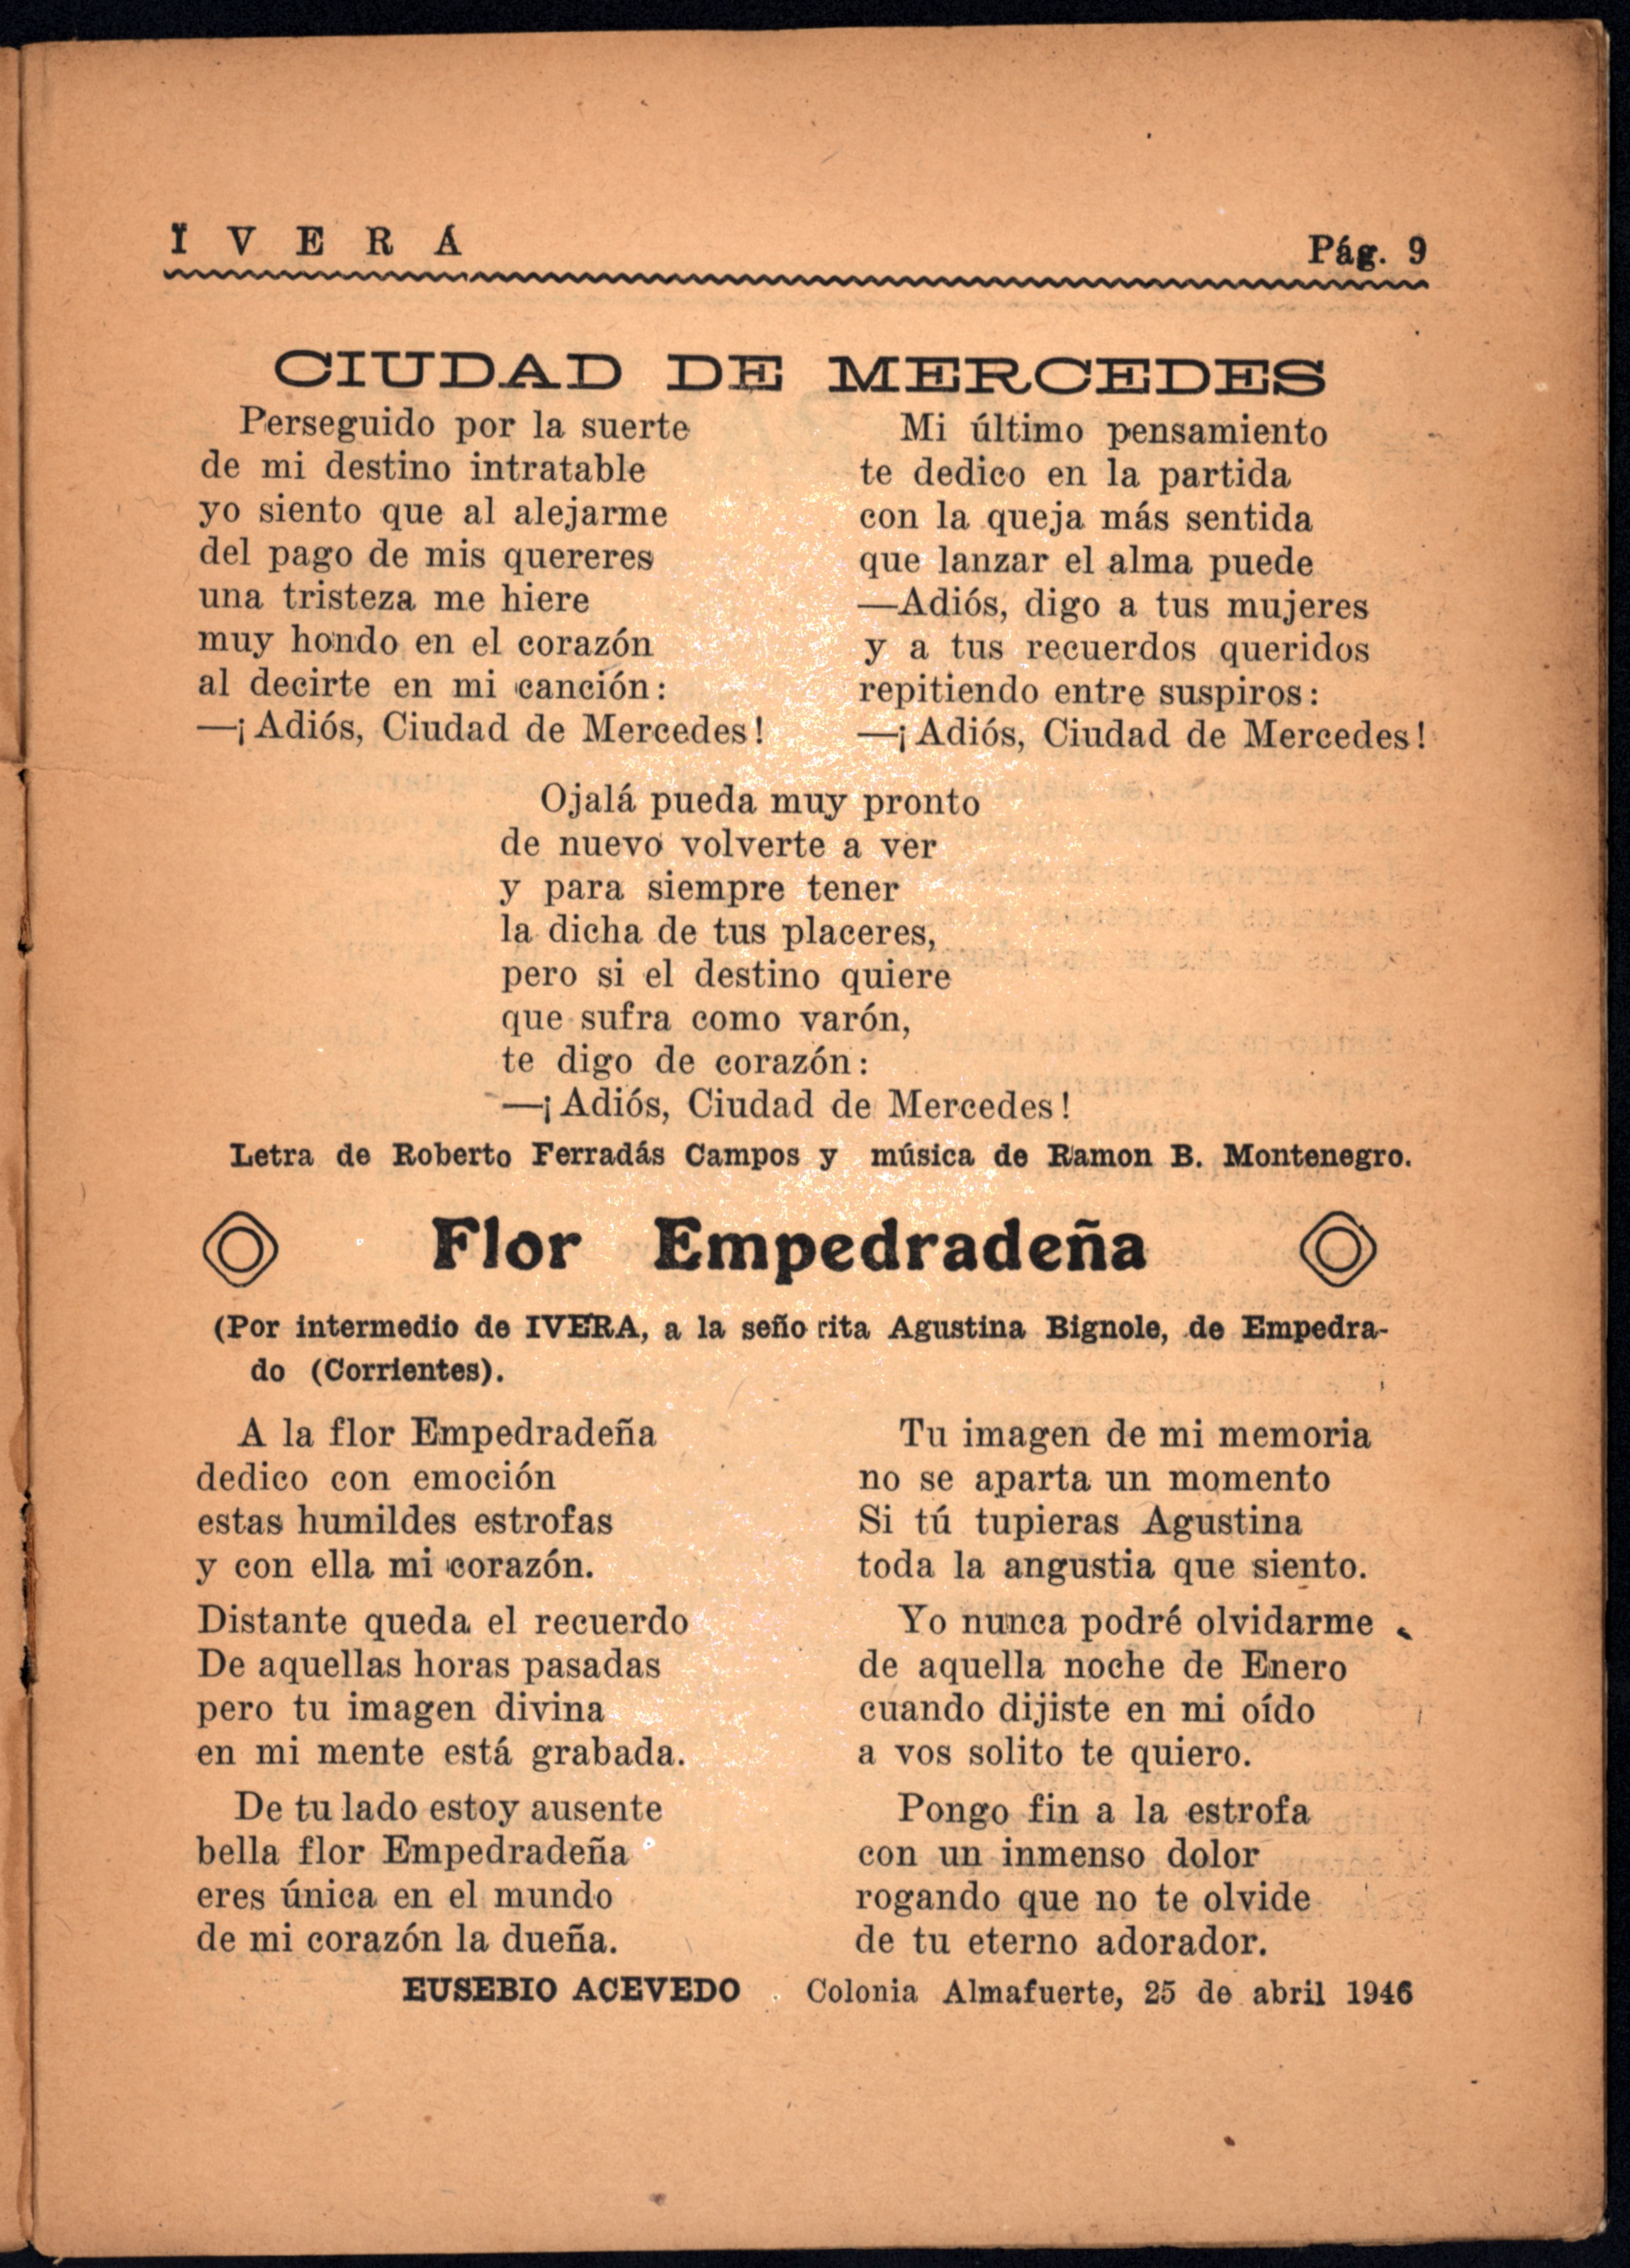 I V E R Á
Pág. 9
CIUDAD DE MERCEDES
Perseguido por la suerte
de mi destino intratable
yo siento que al alejarme
del pago de mis quereres
una tristeza me hiere
muy hondo en el corazón
al decirte en mi canción:
—¡Adiós, Ciudad de Mercedes!
Mi último pensamiento
te dedico en la partida
con la queja más sentida
que lanzar el alma puede
—Adiós, digo a tus mujeres
y a tus recuerdos queridos
repitiendo entre suspiros:
—¡Adiós, Ciudad de Mercedes!
Ojalá pueda muy pronto
de nuevo volverte a ver
y para siempre tener
la dicha de tus placeres,
pero si el destino quiere
que sufra como varón,
te digo de corazón:
—¡Adiós, Ciudad de Mercedes!
Letra de Roberto Ferradás Campos y música de Ramon B. Montenegro.
Flor Empedradeña
(Por intermedio de IVERA, a la señorita Agustina Bignole, de Empedra-
do (Corrientes).
A la flor Empedradeña
dedico con emoción
estas humildes estrofas
y con ella mi corazón.
Distante queda el recuerdo
De aquellas horas pasadas
pero tu imagen divina
en mi mente está grabada.
De tu lado estoy ausente
bella flor Empedradeña
eres única en el mundo
de mi corazón la dueña.
Tu imagen de mi memoria
no se aparta un momento
Si tú tupieras Agustina
toda la angustia que siento.
Yo nunca podré olvidarme
de aquella noche de Enero
cuando dijiste en mi oído
a vos solito te quiero.
Pongo fin a la estrofa
con un inmenso dolor
rogando que no te olvide
de tu eterno adorador.
EUSEBIO ACEVEDO
Colonia Almafuerte, 25 de abril 1946